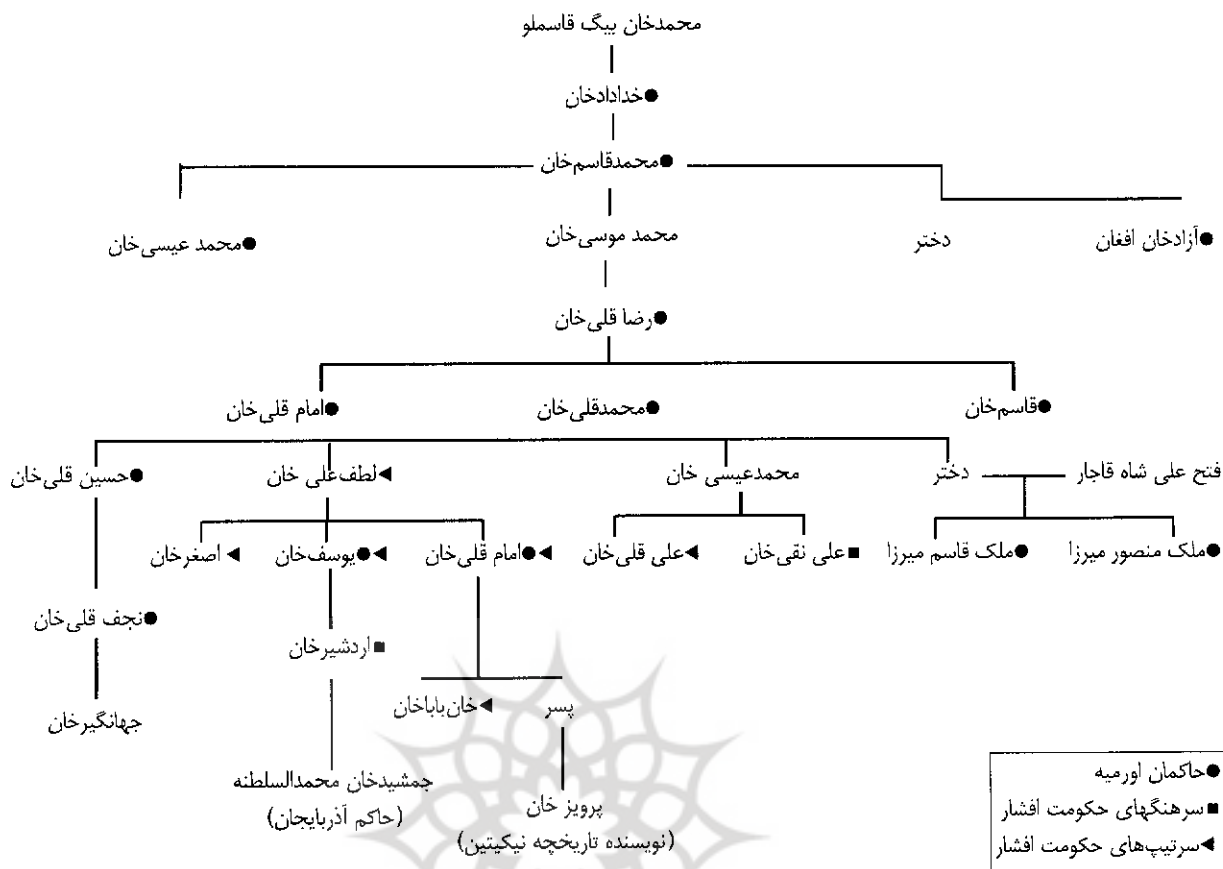 محمدخان بیگ قاسملو
●خدادادخان
●محمدقاسم‌خان
●آزادخان افغان
دختر
محمد موسی‌خان
●محمد عیسی‌خان
●رضا قلی‌خان
●قاسم‌خان
●محمدقلی‌خان
●امام قلی‌خان
فتح علی شاه قاجار
دختر
محمدعیسی خان
◄لطف‌علی خان
●حسین قلی‌خان
●ملک منصور میرزا
●ملک قاسم میرزا
■علی نقی‌خان
◄علی قلی‌خان
◄●امام قلی‌خان
◄●یوسف‌خان
◄اصغرخان
●نجف قلی‌خان
■اردشیرخان
پسر
◄خان‌باباخان
جهانگیرخان
جمشیدخان محمدالسلطنه
(حاکم آذربایجان)
پرویز خان
(نویسنده تاریخچه نیکیتین)
●حاکمان اورمیه
■سرهنگهای حکومت افشار
◄سرتیپ‌های حکومت افشار